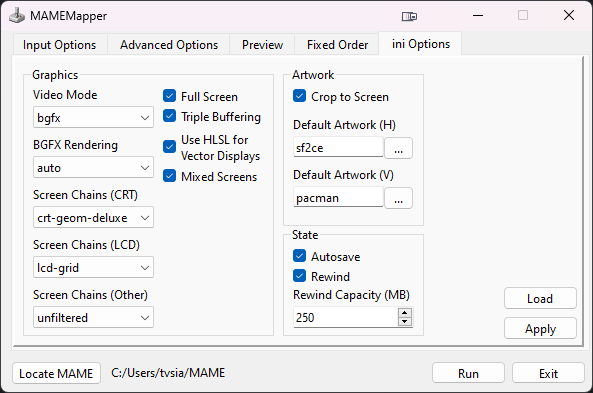 MAMEMapper
Input Options
Advanced Options
Preview
Fixed Order
ini Options
Graphics
Video Mode
bgfx
BGFX Rendering
auto
Screen Chains (CRT)
crt-geom-deluxe
Screen Chains (LCD)
lcd-grid
Screen Chains (Other)
unfiltered
Full Screen
Triple Buffering
Use HLSL for
Vector Displays
Mixed Screens
Artwork
Crop to Screen
Default Artwork (H)
sf2ce
...
Default Artwork (V)
pacman
...
State
Autosave
Rewind
Rewind Capacity (MB)
250
Load
Apply
Locate MAME
C:/Users/tvsia/MAME
Run
Exit